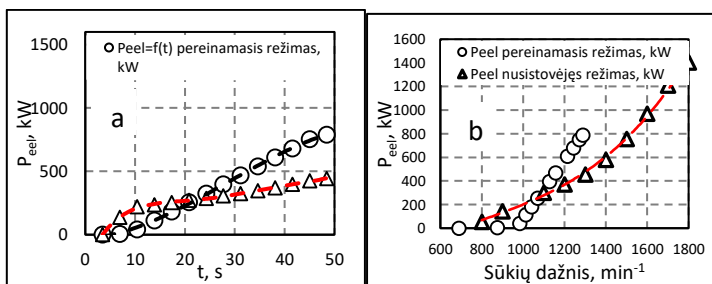 1500
1000
500
0
P_eel, kW
Peel=f(t) pereinamasis režimas,
kW
a
0 10 20 30 40 50
t, s
1600
1400
1200
1000
800
600
400
200
0
P_eel, kW
Peel pereinamasis režimas, kW
Peel nusistovėjęs režimas, kW
b
600 800 1000 1200 1400 1600 1800
Sūkių dažnis, min⁻¹